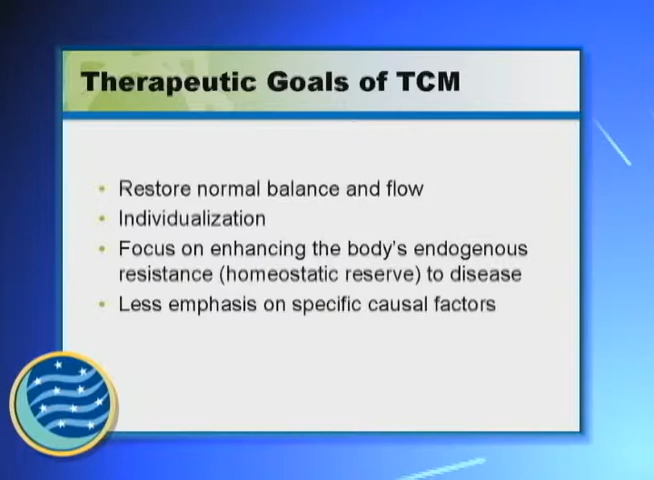 Therapeutic Goals of TCM
• Restore normal balance and flow
• Individualization
• Focus on enhancing the body's endogenous
resistance (homeostatic reserve) to disease
• Less emphasis on specific causal factors